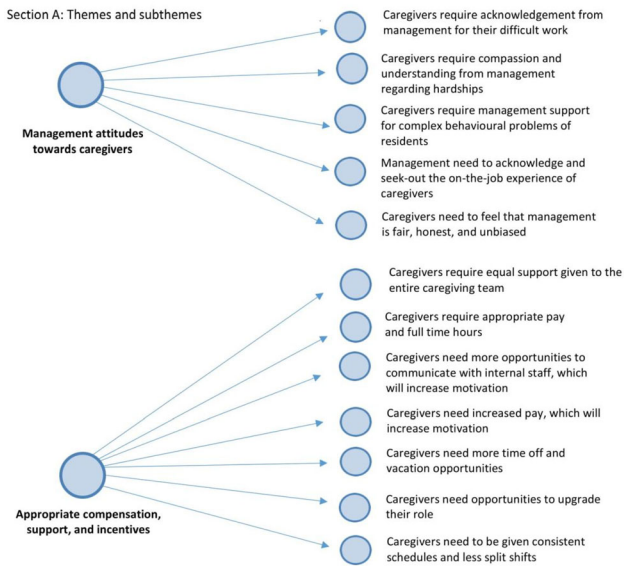 Section A: Themes and subthemes
Caregivers require acknowledgement from
management for their difficult work
Caregivers require compassion and
understanding from management
regarding hardships
Caregivers require management support
for complex behavioural problems of
residents
Management attitudes
towards caregivers
Management need to acknowledge and
seek-out the on-the-job experience of
caregivers
Caregivers need to feel that management
is fair, honest, and unbiased
Caregivers require equal support given to the
entire caregiving team
Caregivers require appropriate pay
and full time hours
Caregivers need more opportunities to
communicate with internal staff, which
will increase motivation
Caregivers need increased pay, which will
increase motivation
Caregivers need more time off and
vacation opportunities
Caregivers need opportunities to upgrade
their role
Appropriate compensation,
support, and incentives
Caregivers need to be given consistent
schedules and less split shifts